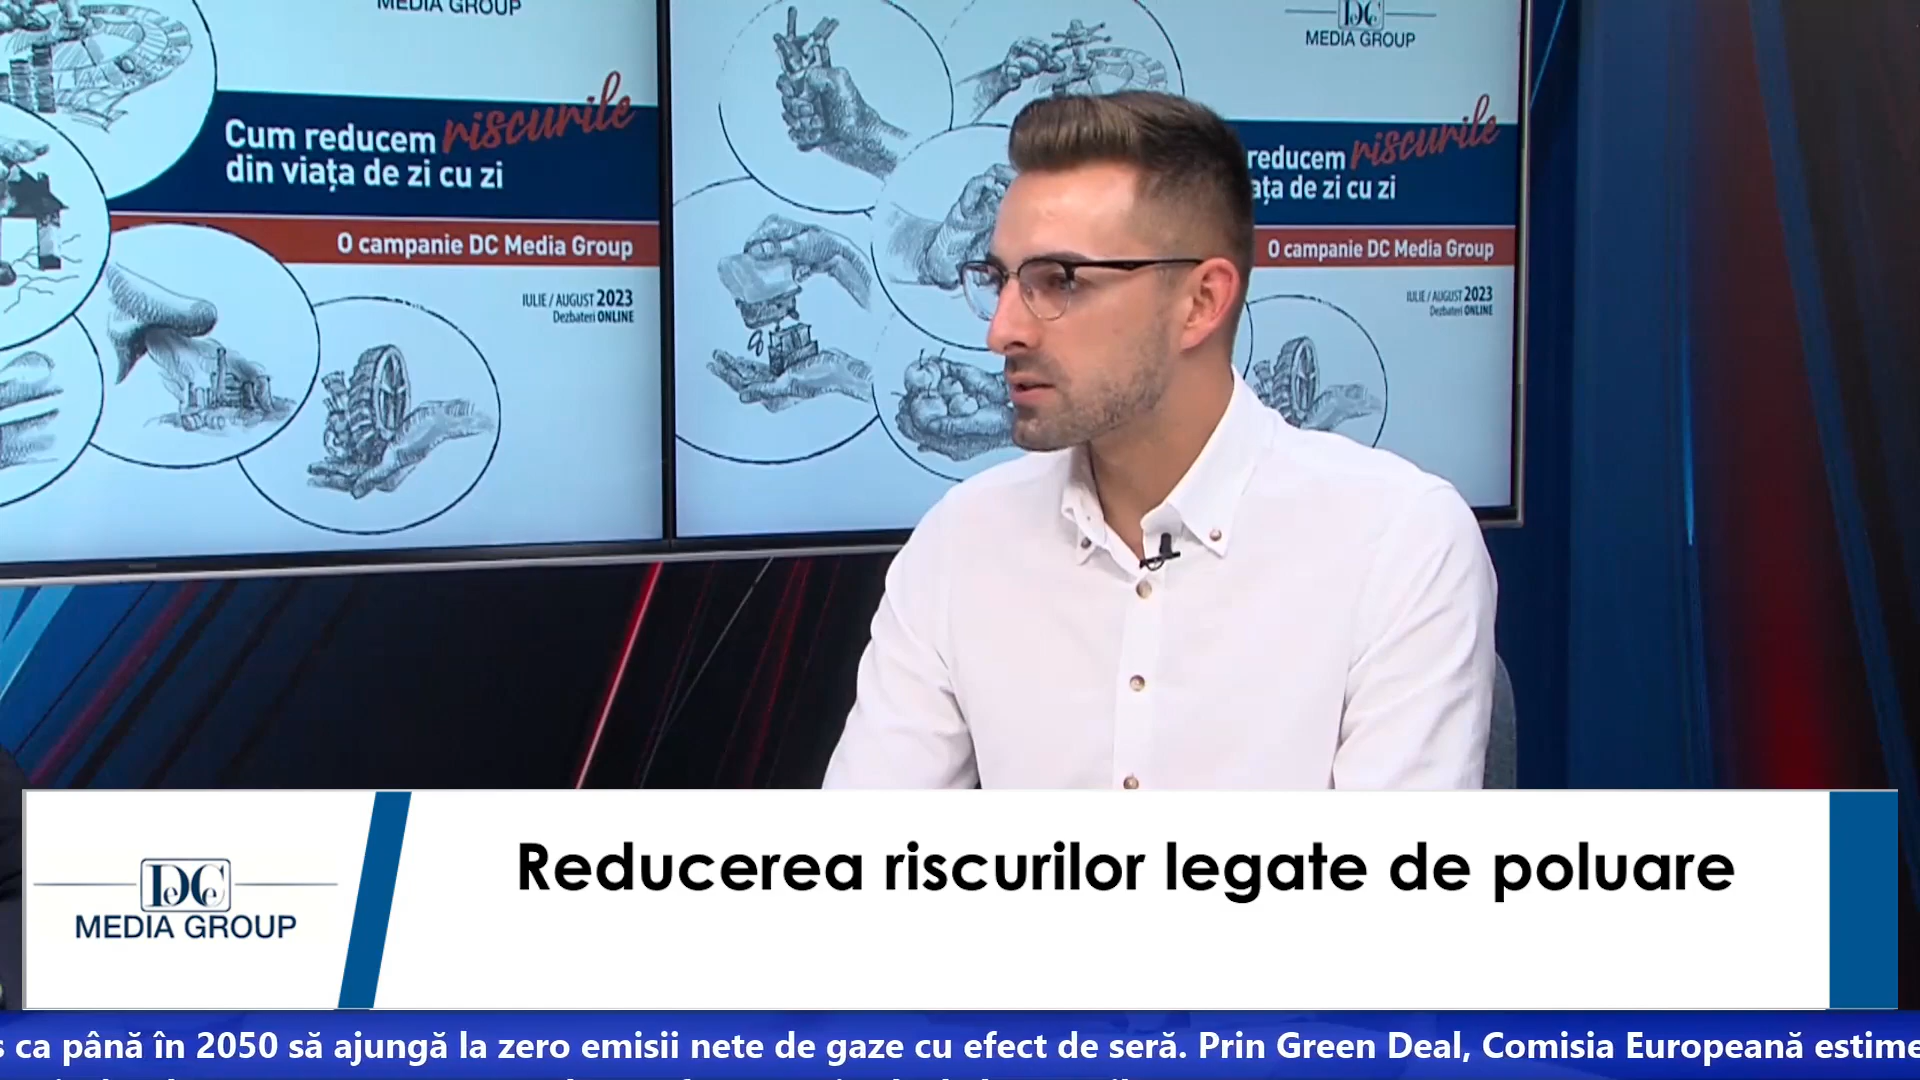 MEDIA GROUP
Cum reducem riscurile
din viața de zi cu zi
O campanie DC Media Group
IULIE / AUGUST 2023
Dezbateri ONLINE
MEDIA GROUP
reducem riscurile
ața de zi cu zi
O campanie DC Media Group
IULIE / AUGUST 2023
Dezbateri ONLINE
Reducerea riscurilor legate de poluare
MEDIA GROUP
s ca până în 2050 să ajungă la zero emisii nete de gaze cu efect de seră. Prin Green Deal, Comisia Europeană estime